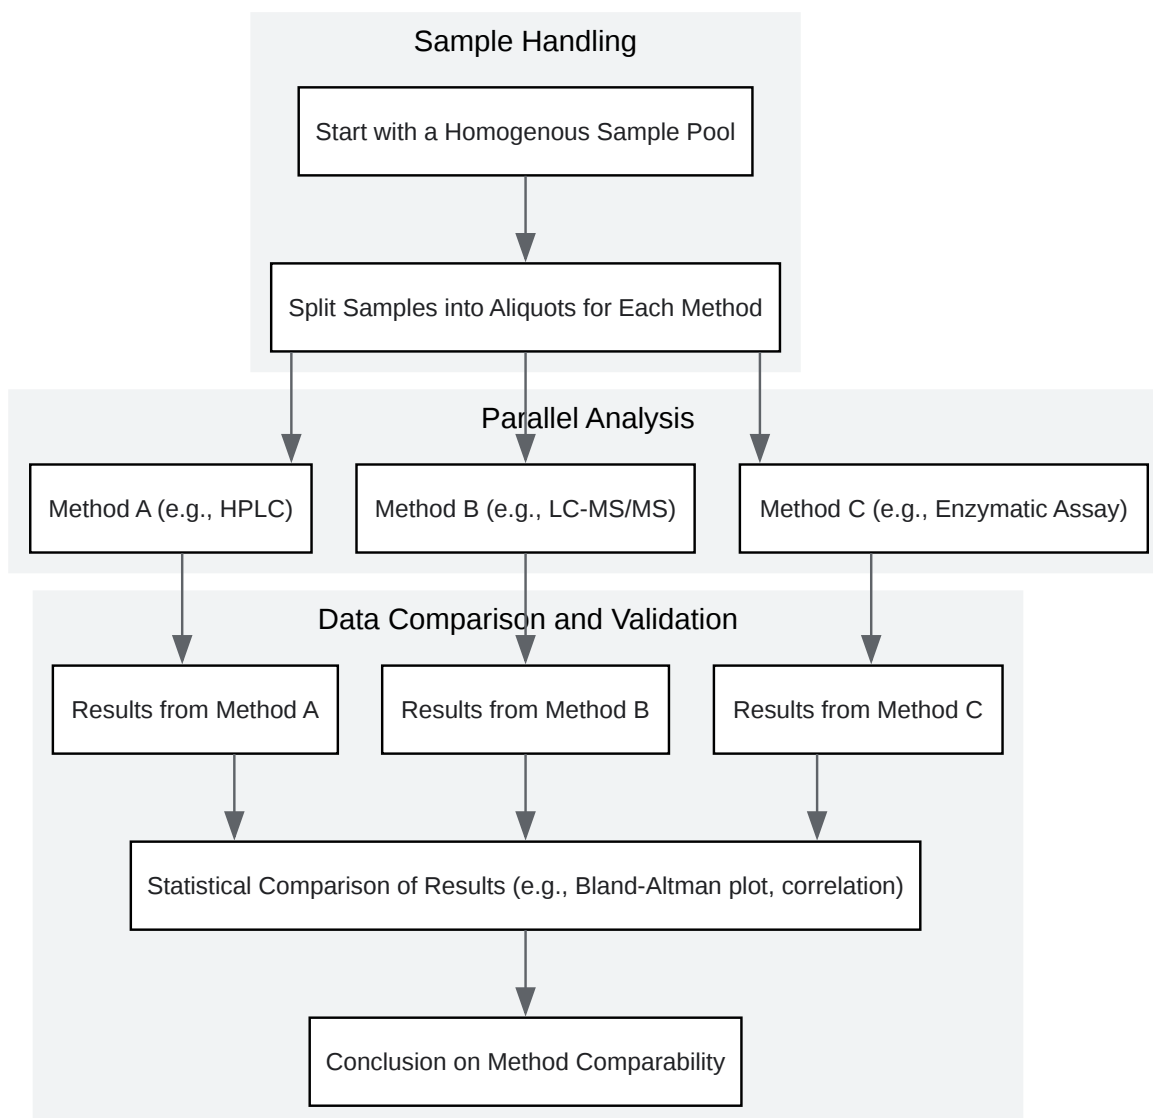 Sample Handling
Start with a Homogenous Sample Pool
Split Samples into Aliquots for Each Method
Parallel Analysis
Method A (e.g., HPLC)
Method B (e.g., LC-MS/MS)
Method C (e.g., Enzymatic Assay)
Data Comparison and Validation
Results from Method A
Results from Method B
Results from Method C
Statistical Comparison of Results (e.g., Bland-Altman plot, correlation)
Conclusion on Method Comparability